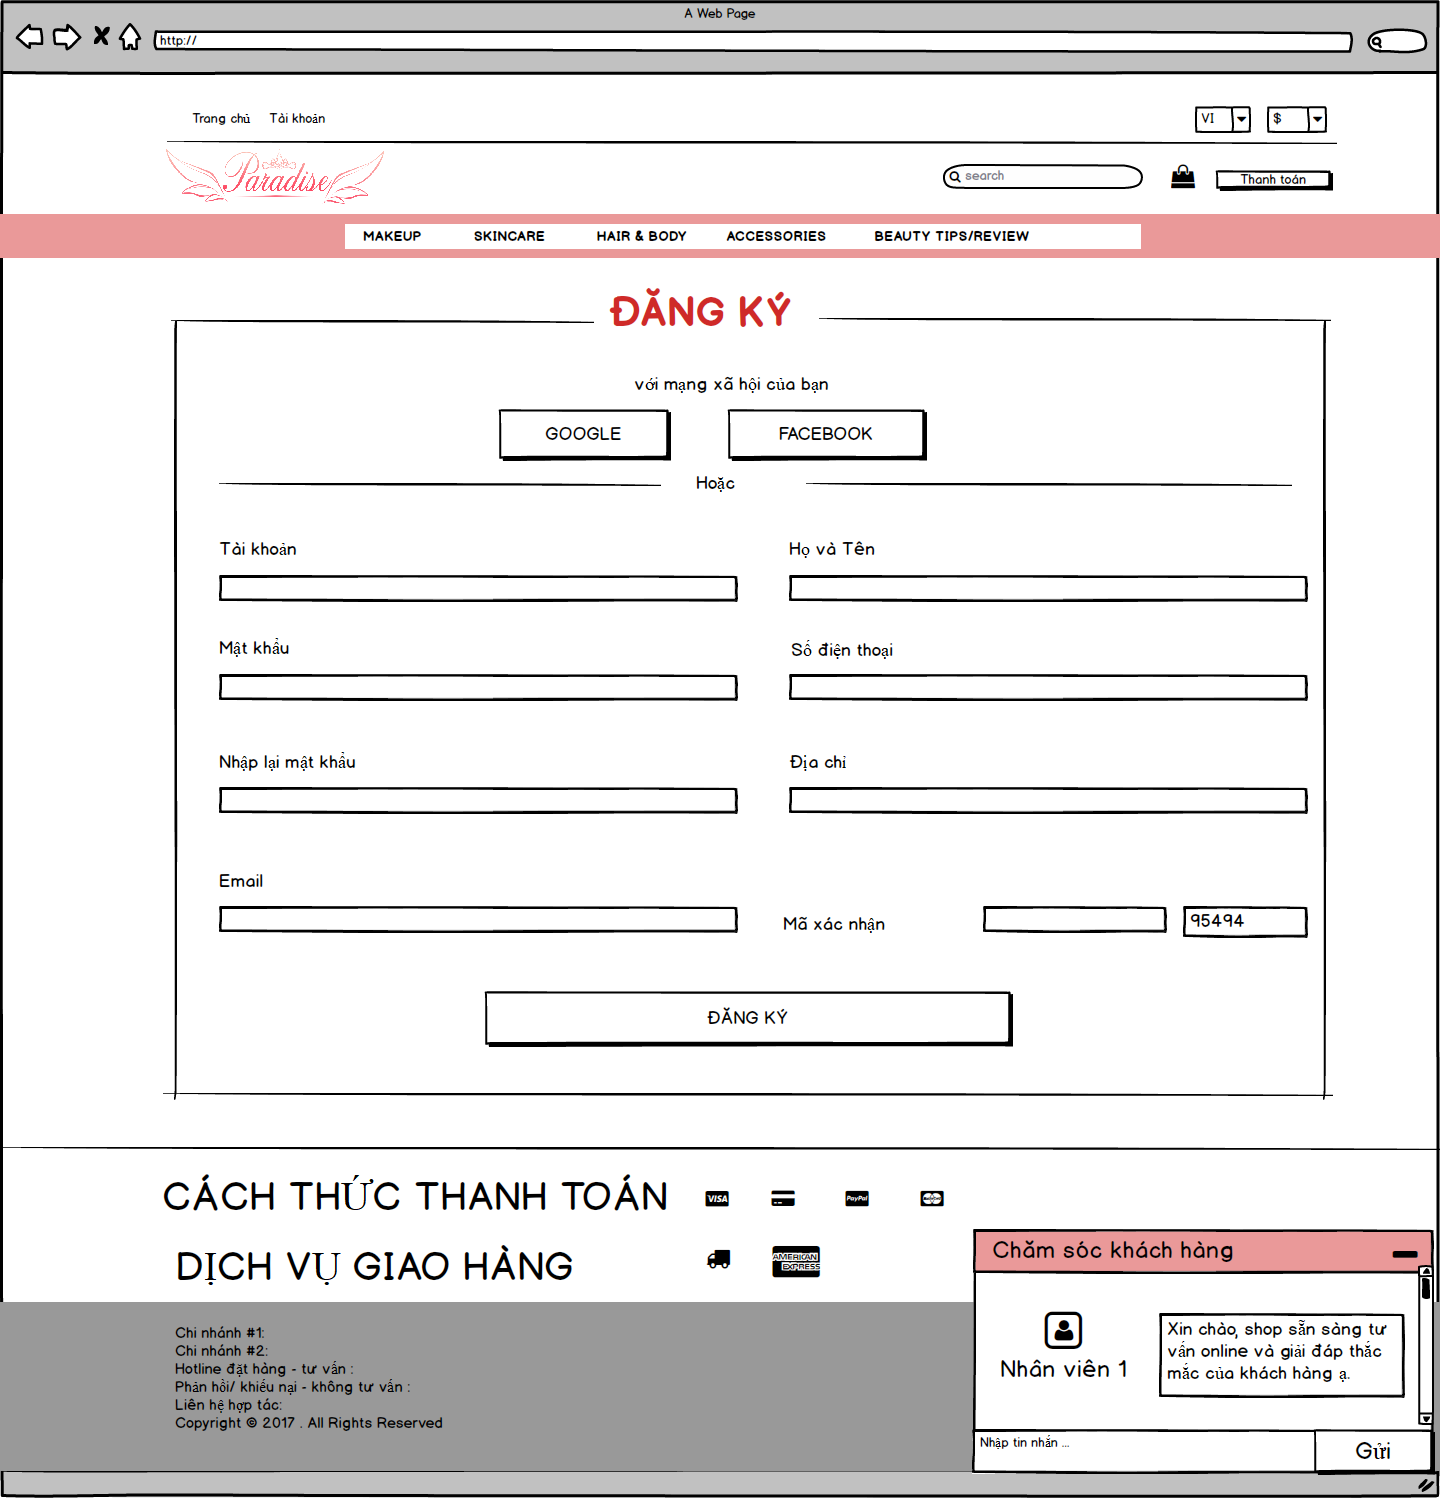 A Web Page
http://
Trang chủ Tài khoản VI $
Paradise search Thanh toán
MAKEUP SKINCARE HAIR & BODY ACCESSORIES BEAUTY TIPS/REVIEW
ĐĂNG KÝ
với mạng xã hội của bạn
GOOGLE FACEBOOK
Hoặc
Tài khoản Họ và Tên
Mật khẩu Số điện thoại
Nhập lại mật khẩu Địa chỉ
Email
Mã xác nhận 95494
ĐĂNG KÝ
CÁCH THỨC THANH TOÁN VISA PayPal
DỊCH VỤ GIAO HÀNG AMERICAN EXPRESS
Chăm sóc khách hàng
Nhân viên 1
Xin chào, shop sẵn sàng tư
vấn online và giải đáp thắc
mắc của khách hàng ạ.
Nhập tin nhắn ... Gửi
Chi nhánh #1:
Chi nhánh #2:
Hotline đặt hàng - tư vấn :
Phản hồi/ khiếu nại - không tư vấn :
Liên hệ hợp tác:
Copyright © 2017 . All Rights Reserved